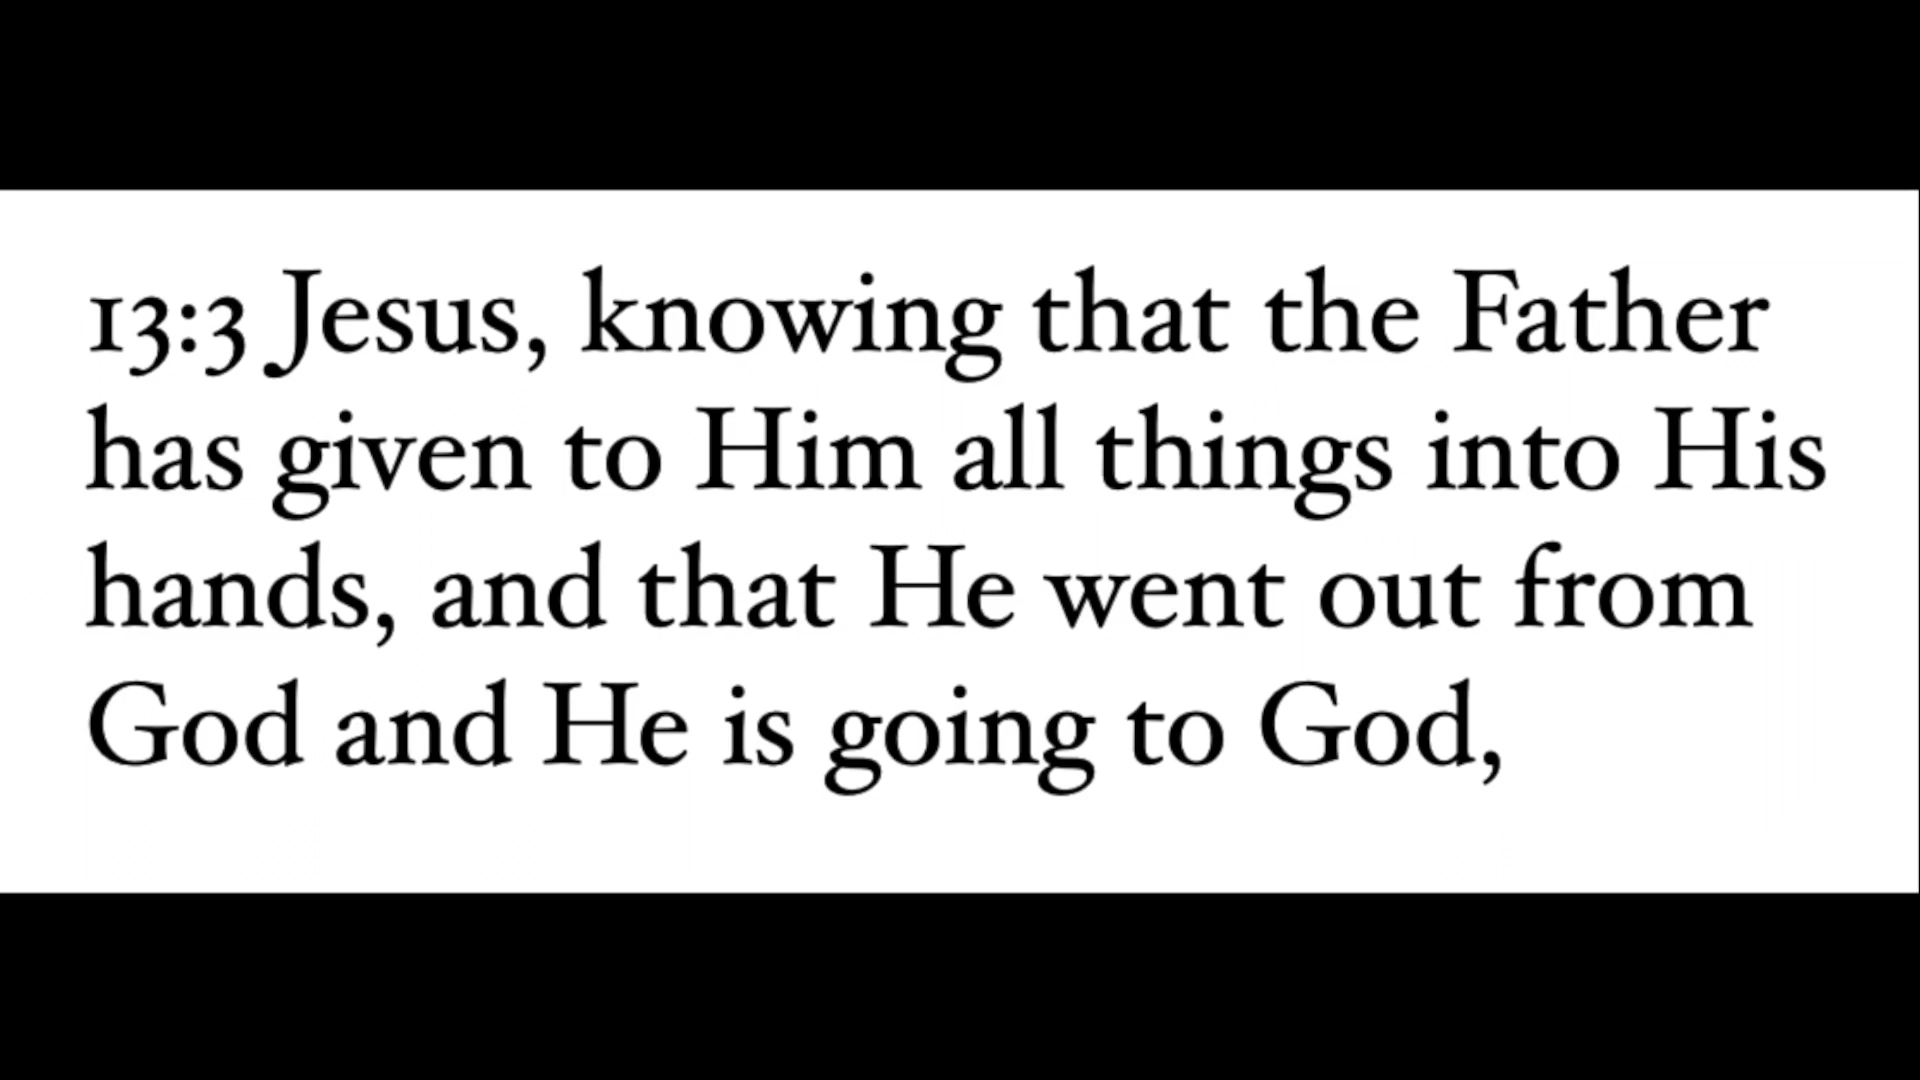 13:3 Jesus, knowing that the Father
has given to Him all things into His
hands, and that He went out from
God and He is going to God,